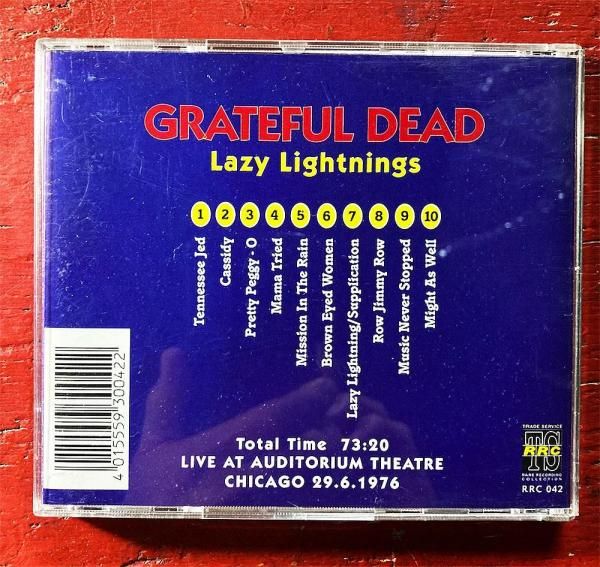 GRATEFUL DEAD
Lazy Lightnings
1 Tennessee Jed
2 Cassidy
3 Pretty Peggy - O
4 Mama Tried
5 Mission In The Rain
6 Brown Eyed Women
7 Lazy Lightning/Supplication
8 Row Jimmy Row
9 Music Never Stopped
10 Might As Well
4 015559 300422
Total Time 73:20
LIVE AT AUDITORIUM THEATRE
CHICAGO 29.6.1976
TRADE SERVICE
TS
RRC
RARE RECORDING
COLLECTION
RRC 042